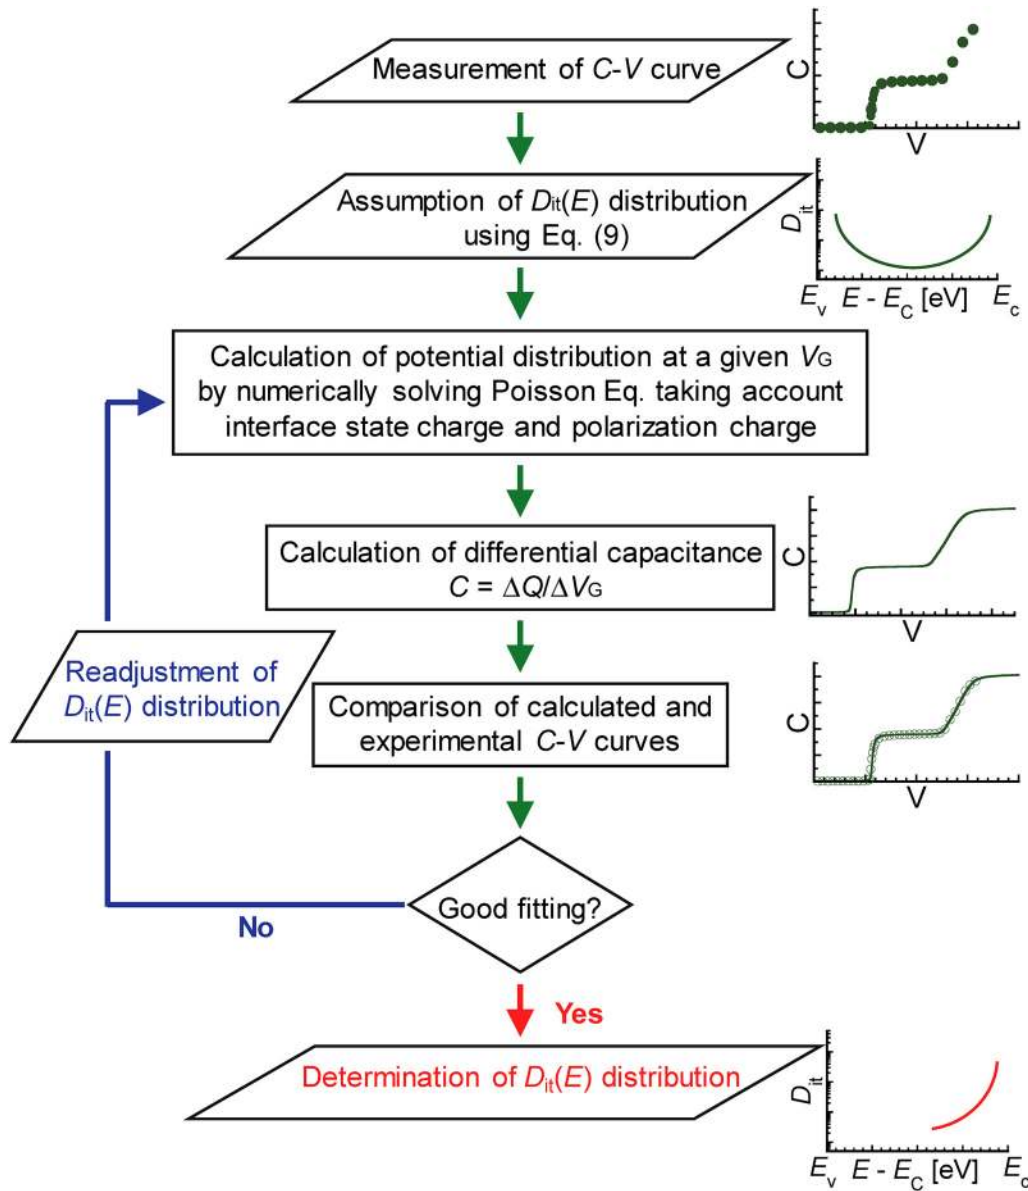 Measurement of C-V curve
C
V
Assumption of Dit(E) distribution
using Eq. (9)
Dit
Ev E - EC [eV] Ec
Calculation of potential distribution at a given VG
by numerically solving Poisson Eq. taking account
interface state charge and polarization charge
Calculation of differential capacitance
C = ΔQ/ΔVG
C
V
Readjustment of
Dit(E) distribution
Comparison of calculated and
experimental C-V curves
C
V
Good fitting?
No
Yes
Determination of Dit(E) distribution
Dit
Ev E - EC [eV] Ec